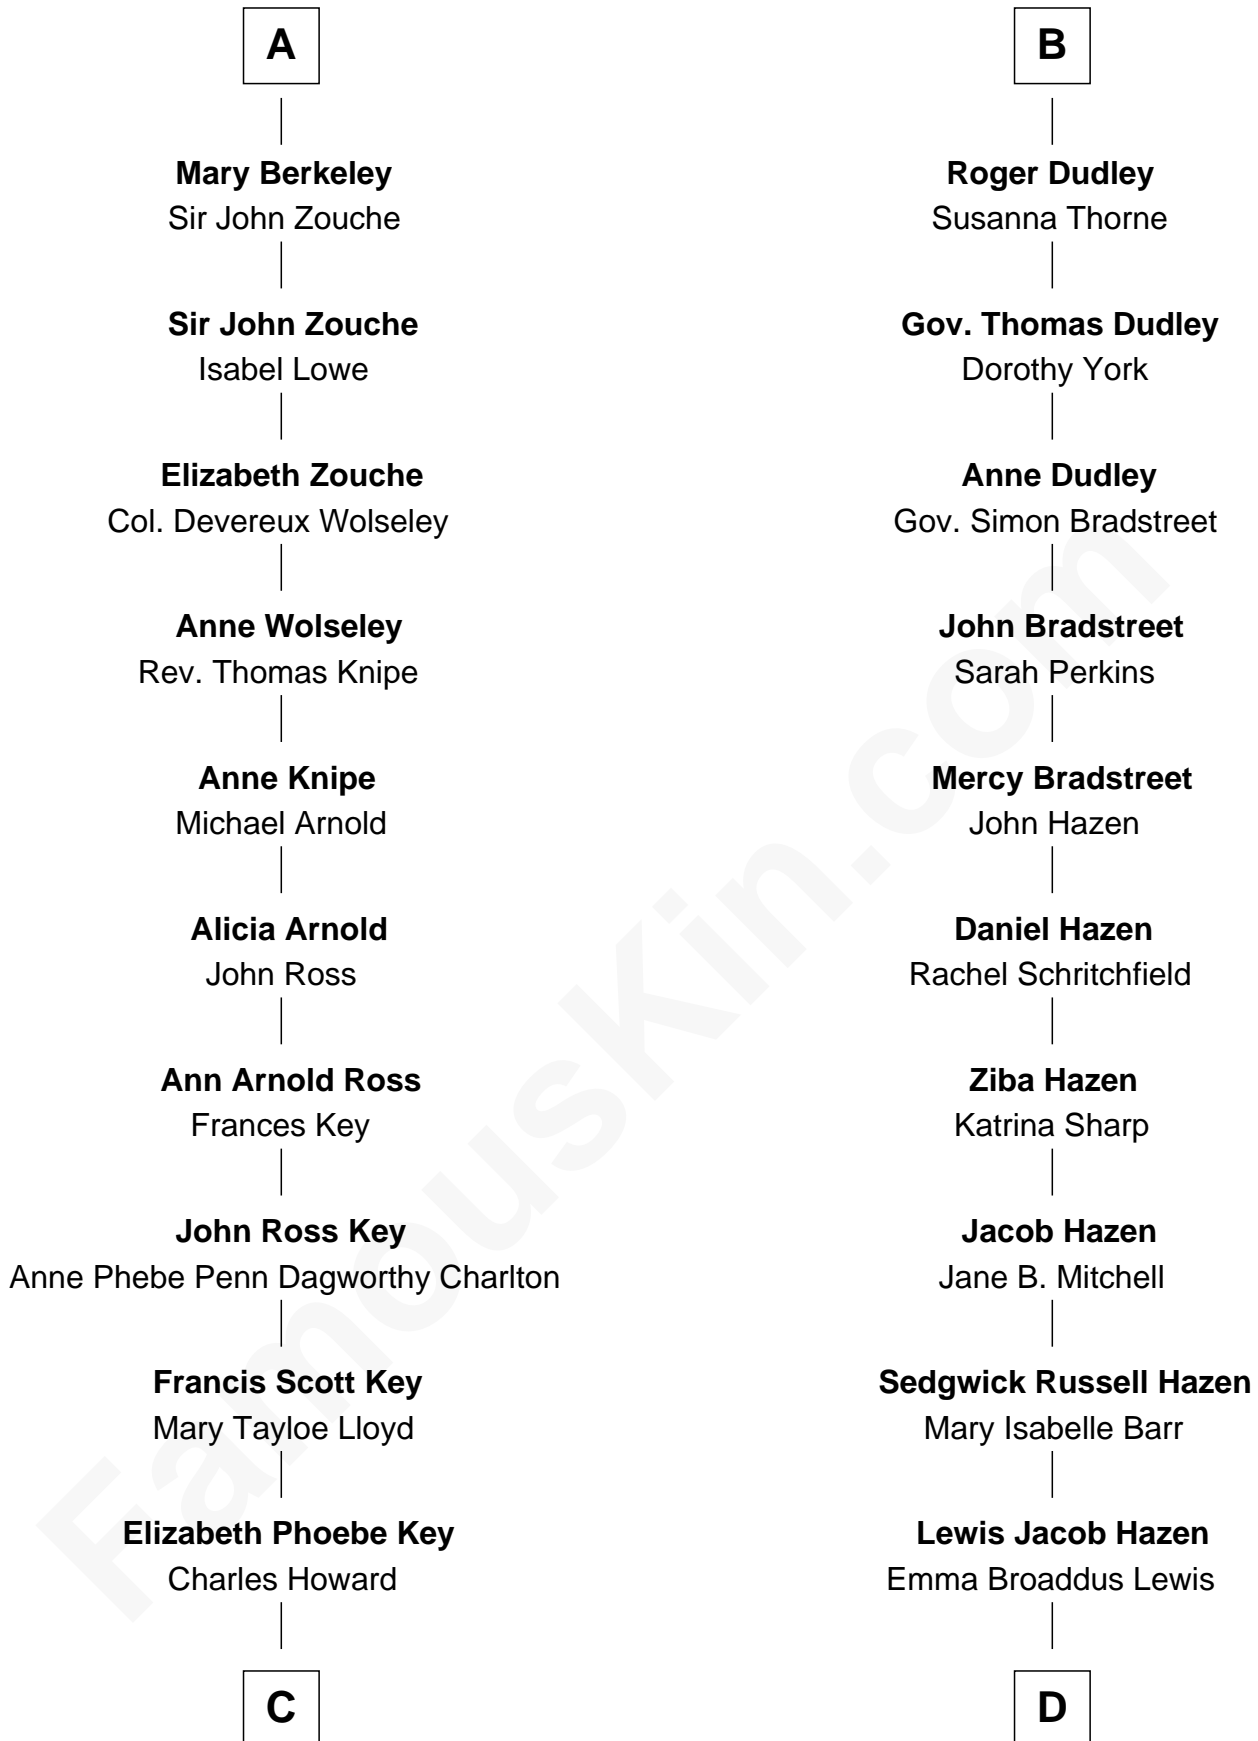 A
Mary Berkeley
Sir John Zouche
Sir John Zouche
Isabel Lowe
Elizabeth Zouche
Col. Devereux Wolseley
Anne Wolseley
Rev. Thomas Knipe
Anne Knipe
Michael Arnold
Alicia Arnold
John Ross
Ann Arnold Ross
Frances Key
John Ross Key
Anne Phebe Penn Dagworthy Charlton
Francis Scott Key
Mary Tayloe Lloyd
Elizabeth Phoebe Key
Charles Howard
C
B
Roger Dudley
Susanna Thorne
Gov. Thomas Dudley
Dorothy York
Anne Dudley
Gov. Simon Bradstreet
John Bradstreet
Sarah Perkins
Mercy Bradstreet
John Hazen
Daniel Hazen
Rachel Schritchfield
Ziba Hazen
Katrina Sharp
Jacob Hazen
Jane B. Mitchell
Sedgwick Russell Hazen
Mary Isabelle Barr
Lewis Jacob Hazen
Emma Broaddus Lewis
D
FamousKin.com